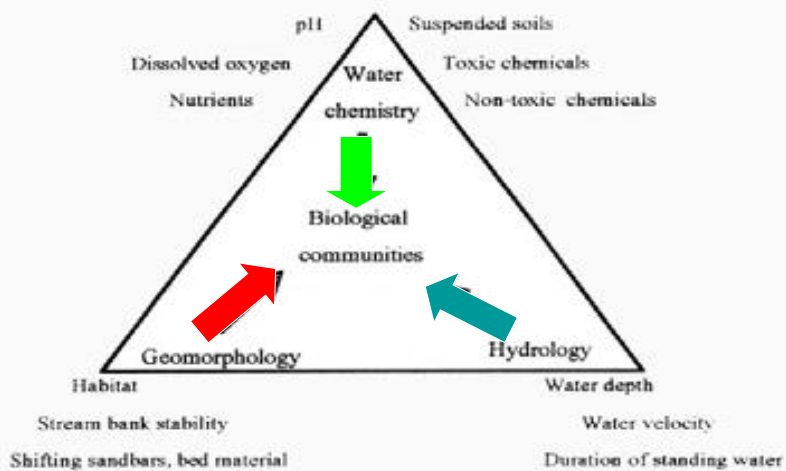 pH
Suspended soils
Dissolved oxygen
Toxic chemicals
Nutrients
Non-toxic chemicals
Water
chemistry
Biological
communities
Geomorphology
Hydrology
Habitat
Water depth
Stream bank stability
Water velocity
Shifting sandbars, bed material
Duration of standing water